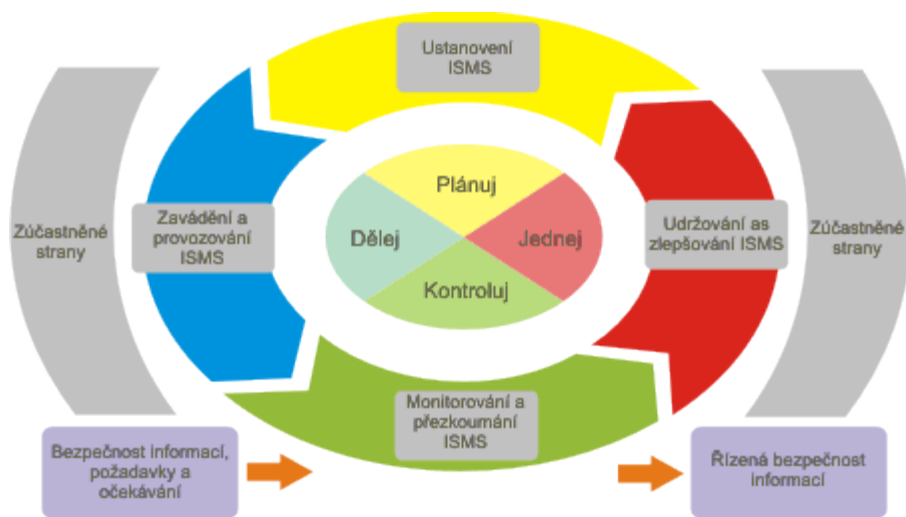 Ustanovení
ISMS
Zúčastněné
strany
Zavádění a
provozování
ISMS
Plánuj
Dělej
Jednej
Kontroluj
Udržování as
zlepšování ISMS
Zúčastněné
strany
Monitorování a
přezkoumání
ISMS
Bezpečnost informací,
požadavky a
očekávání
Řízená bezpečnost
informací